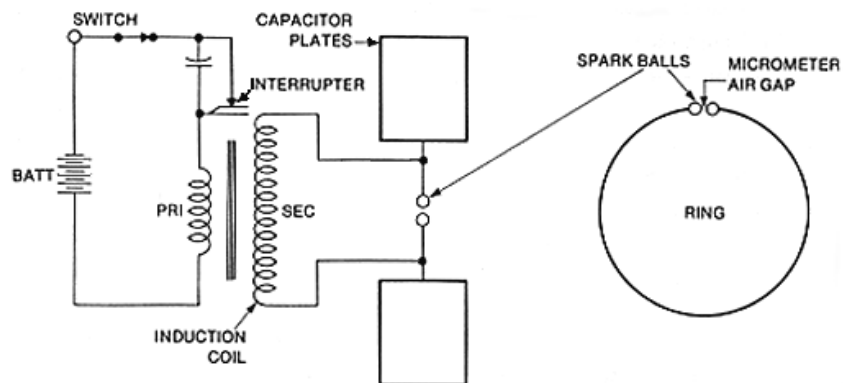 SWITCH
CAPACITOR
PLATES
INTERRUPTER
SPARK BALLS
MICROMETER
AIR GAP
BATT
PRI
SEC
RING
INDUCTION
COIL